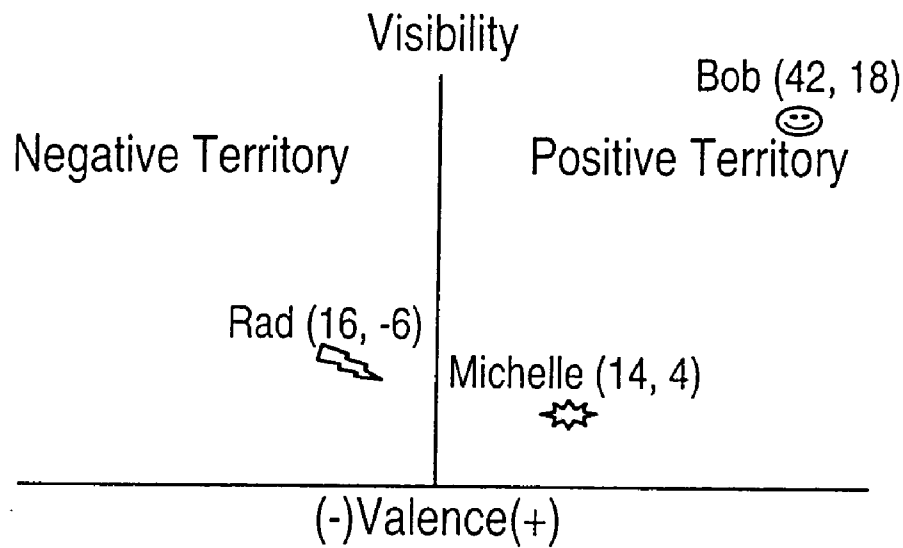 Visibility
Bob (42, 18)
Negative Territory
Positive Territory
Rad (16, -6)
Michelle (14, 4)
(-)Valence(+)